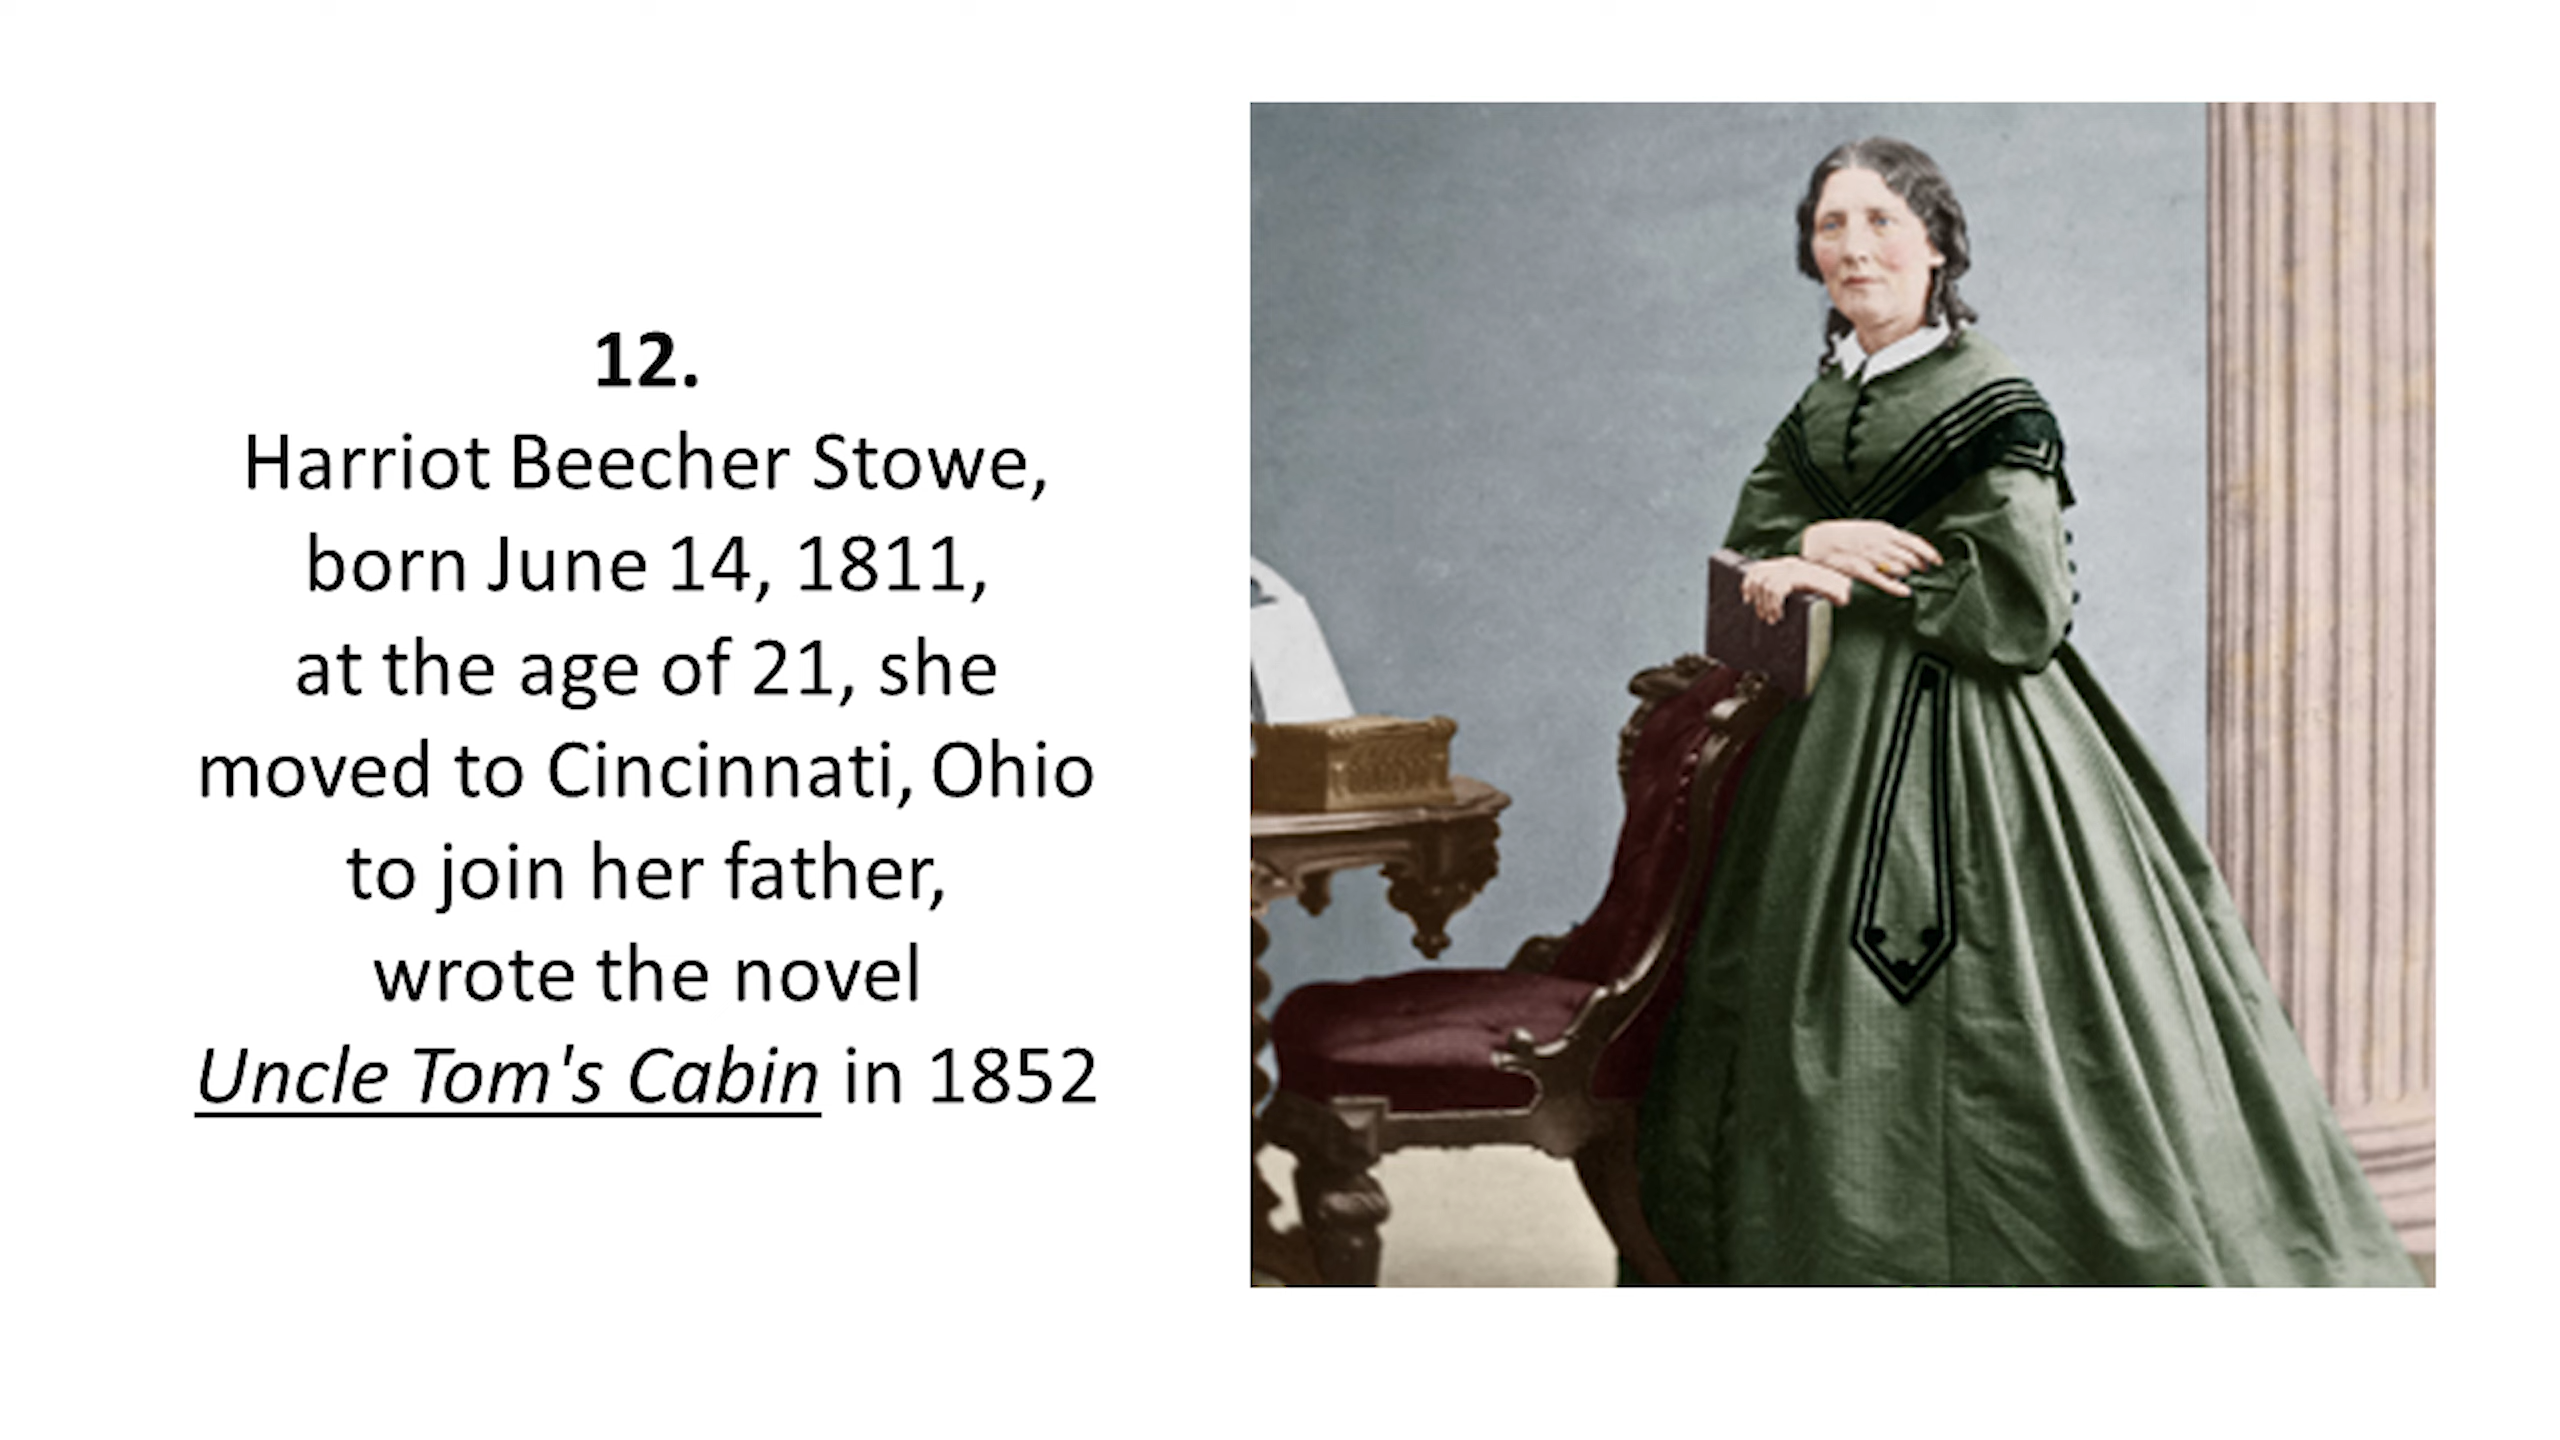 12.
Harriot Beecher Stowe,
born June 14, 1811,
at the age of 21, she
moved to Cincinnati, Ohio
to join her father,
wrote the novel
Uncle Tom's Cabin in 1852